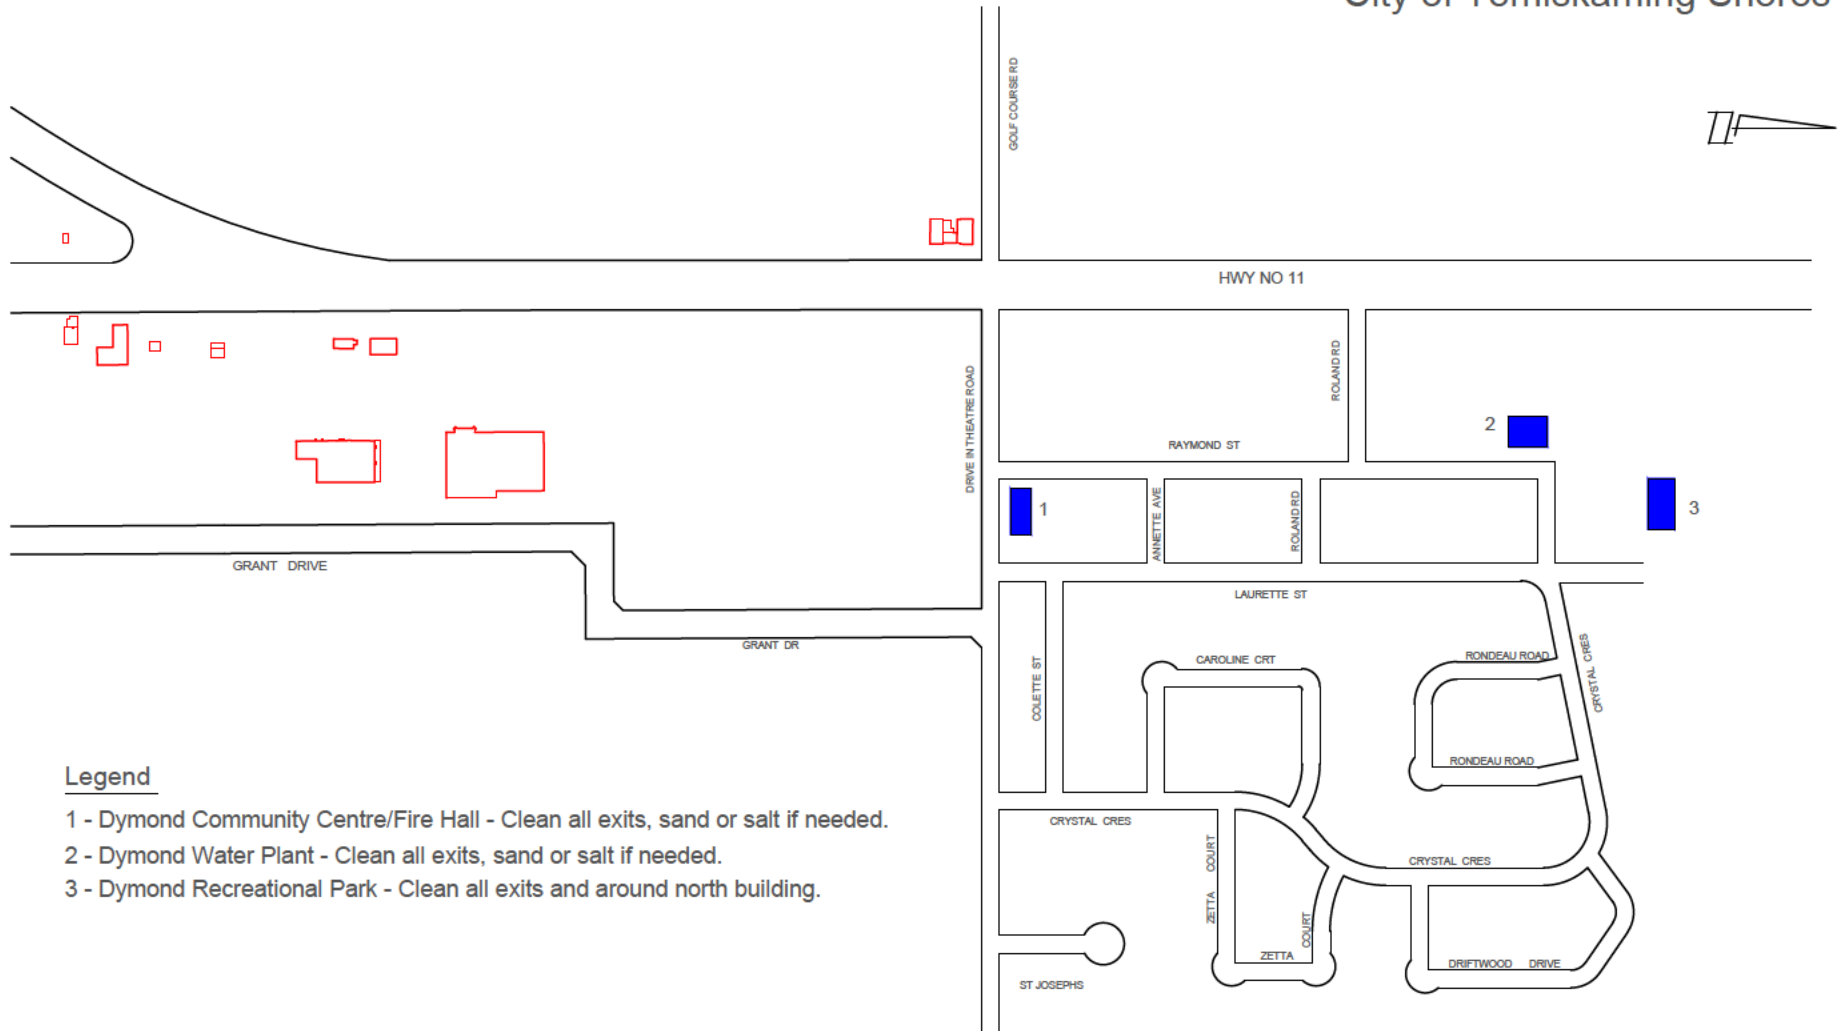 City of Temiskaming Shores
GOLF COURSE RD
HWY NO 11
DRIVE IN THEATRE ROAD
ROLAND RD
2
RAYMOND ST
1
ANNETTE AVE
ROLAND RD
3
GRANT DRIVE
LAURETTE ST
GRANT DR
COLETTE ST
CAROLINE CRT
RONDEAU ROAD
CRYSTAL CRES
RONDEAU ROAD
Legend
1 - Dymond Community Centre/Fire Hall - Clean all exits, sand or salt if needed.
2 - Dymond Water Plant - Clean all exits, sand or salt if needed.
3 - Dymond Recreational Park - Clean all exits and around north building.
CRYSTAL CRES
ZETTA COURT
CRYSTAL CRES
ZETTA COURT
DRIFTWOOD DRIVE
ST JOSEPHS